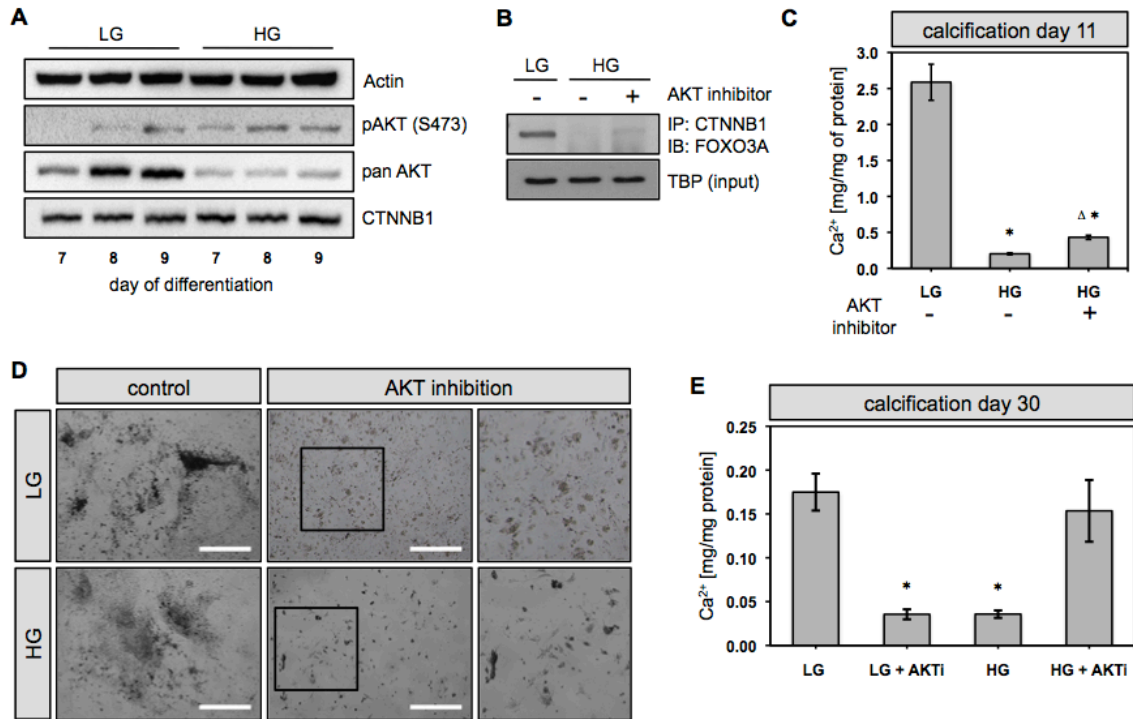 A
LG HG
Actin
pAKT (S473)
pan AKT
CTNNB1
7 8 9 7 8 9
day of differentiation
B
LG HG
- - + AKT inhibitor
IP: CTNNB1
IB: FOXO3A
TBP (input)
C
calcification day 11
Ca²⁺ [mg/mg of protein]
3.0
2.5
2.0
1.5
1.0
0.5
0.0
* Δ *
LG HG HG
AKT inhibitor - - +
D
control AKT inhibition
LG
HG
E
calcification day 30
Ca²⁺ [mg/mg protein]
0.25
0.20
0.15
0.10
0.05
0.00
* *
LG LG + AKTi HG HG + AKTi